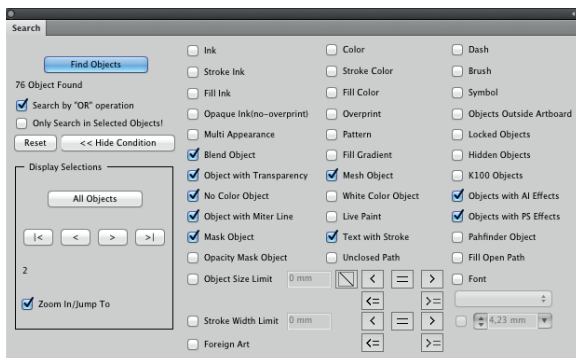 Search
Find Objects
76 Object Found
Search by "OR" operation
Only Search in Selected Objects!
Reset << Hide Condition
Display Selections
All Objects
|< < > >|
2
Zoom In/Jump To
Ink Color Dash
Stroke Ink Stroke Color Brush
Fill Ink Fill Color Symbol
Opaque Ink(no-overprint) Overprint Objects Outside Artboard
Multi Appearance Pattern Locked Objects
Blend Object Fill Gradient Hidden Objects
Object with Transparency Mesh Object K100 Objects
No Color Object White Color Object Objects with AI Effects
Object with Miter Line Live Paint Objects with PS Effects
Mask Object Text with Stroke Pahfinder Object
Opacity Mask Object Unclosed Path Fill Open Path
Object Size Limit 0 mm < = > Font
<= >=
Stroke Width Limit 0 mm < = > 4,23 mm
Foreign Art <= >=